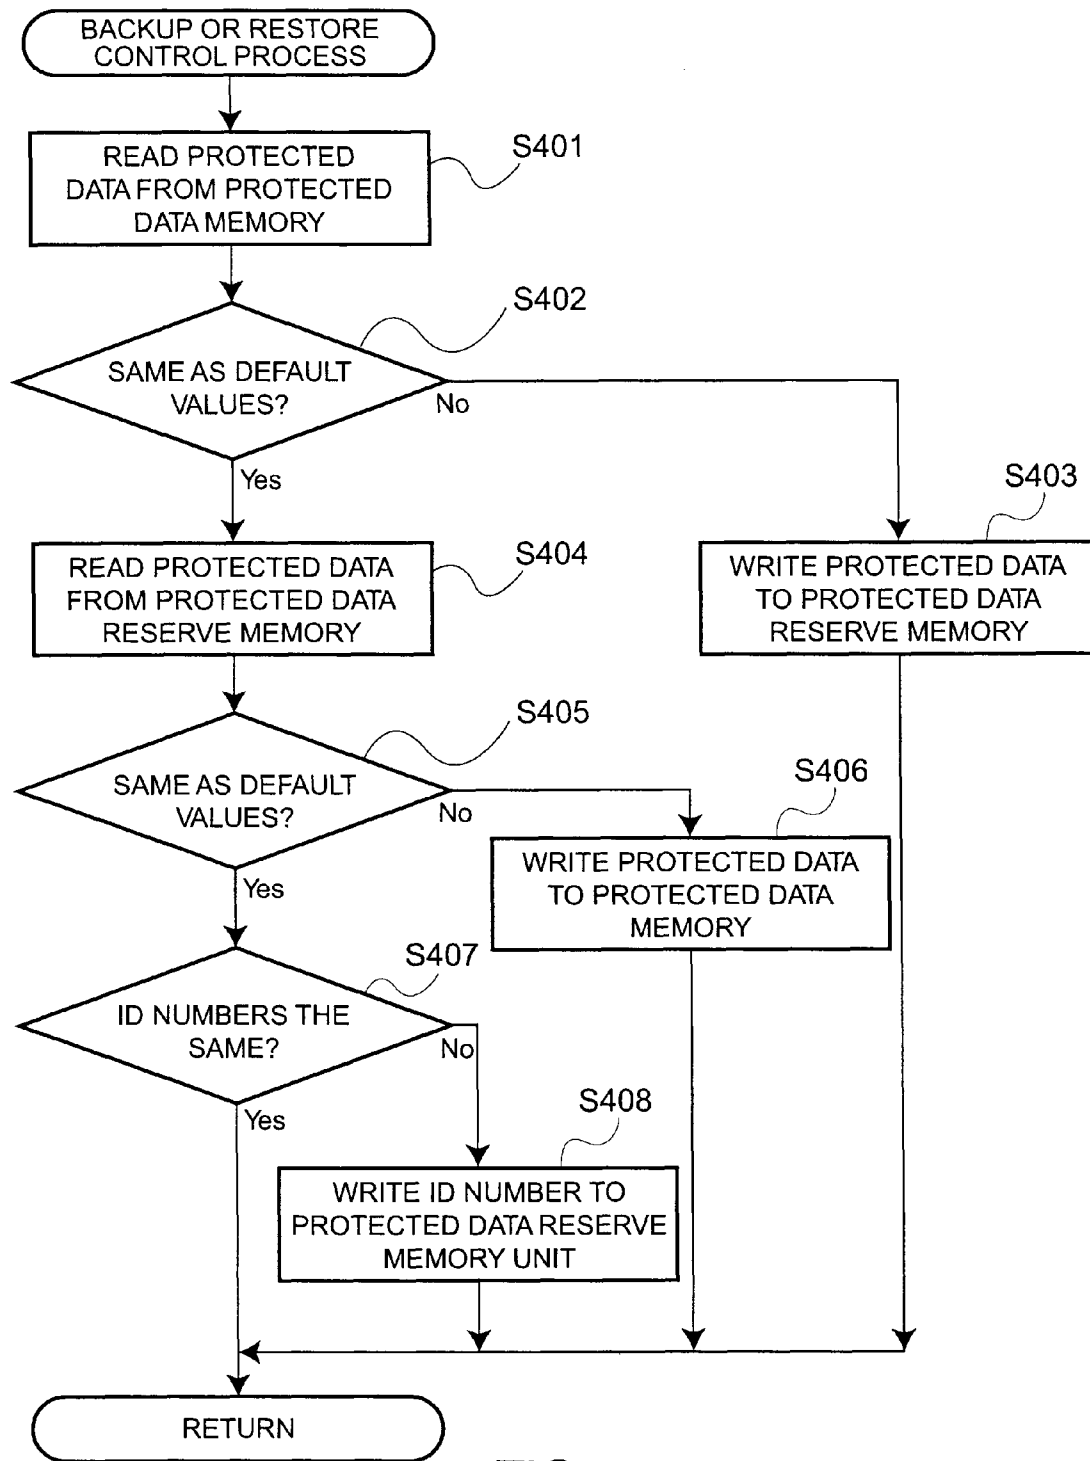 BACKUP OR RESTORE
CONTROL PROCESS
S401
READ PROTECTED
DATA FROM PROTECTED
DATA MEMORY
S402
SAME AS DEFAULT
VALUES?
No
Yes
S403
WRITE PROTECTED DATA
TO PROTECTED DATA
RESERVE MEMORY
S404
READ PROTECTED DATA
FROM PROTECTED DATA
RESERVE MEMORY
S405
SAME AS DEFAULT
VALUES?
No
Yes
S406
WRITE PROTECTED DATA
TO PROTECTED DATA
MEMORY
S407
ID NUMBERS THE
SAME?
No
Yes
S408
WRITE ID NUMBER TO
PROTECTED DATA RESERVE
MEMORY UNIT
RETURN